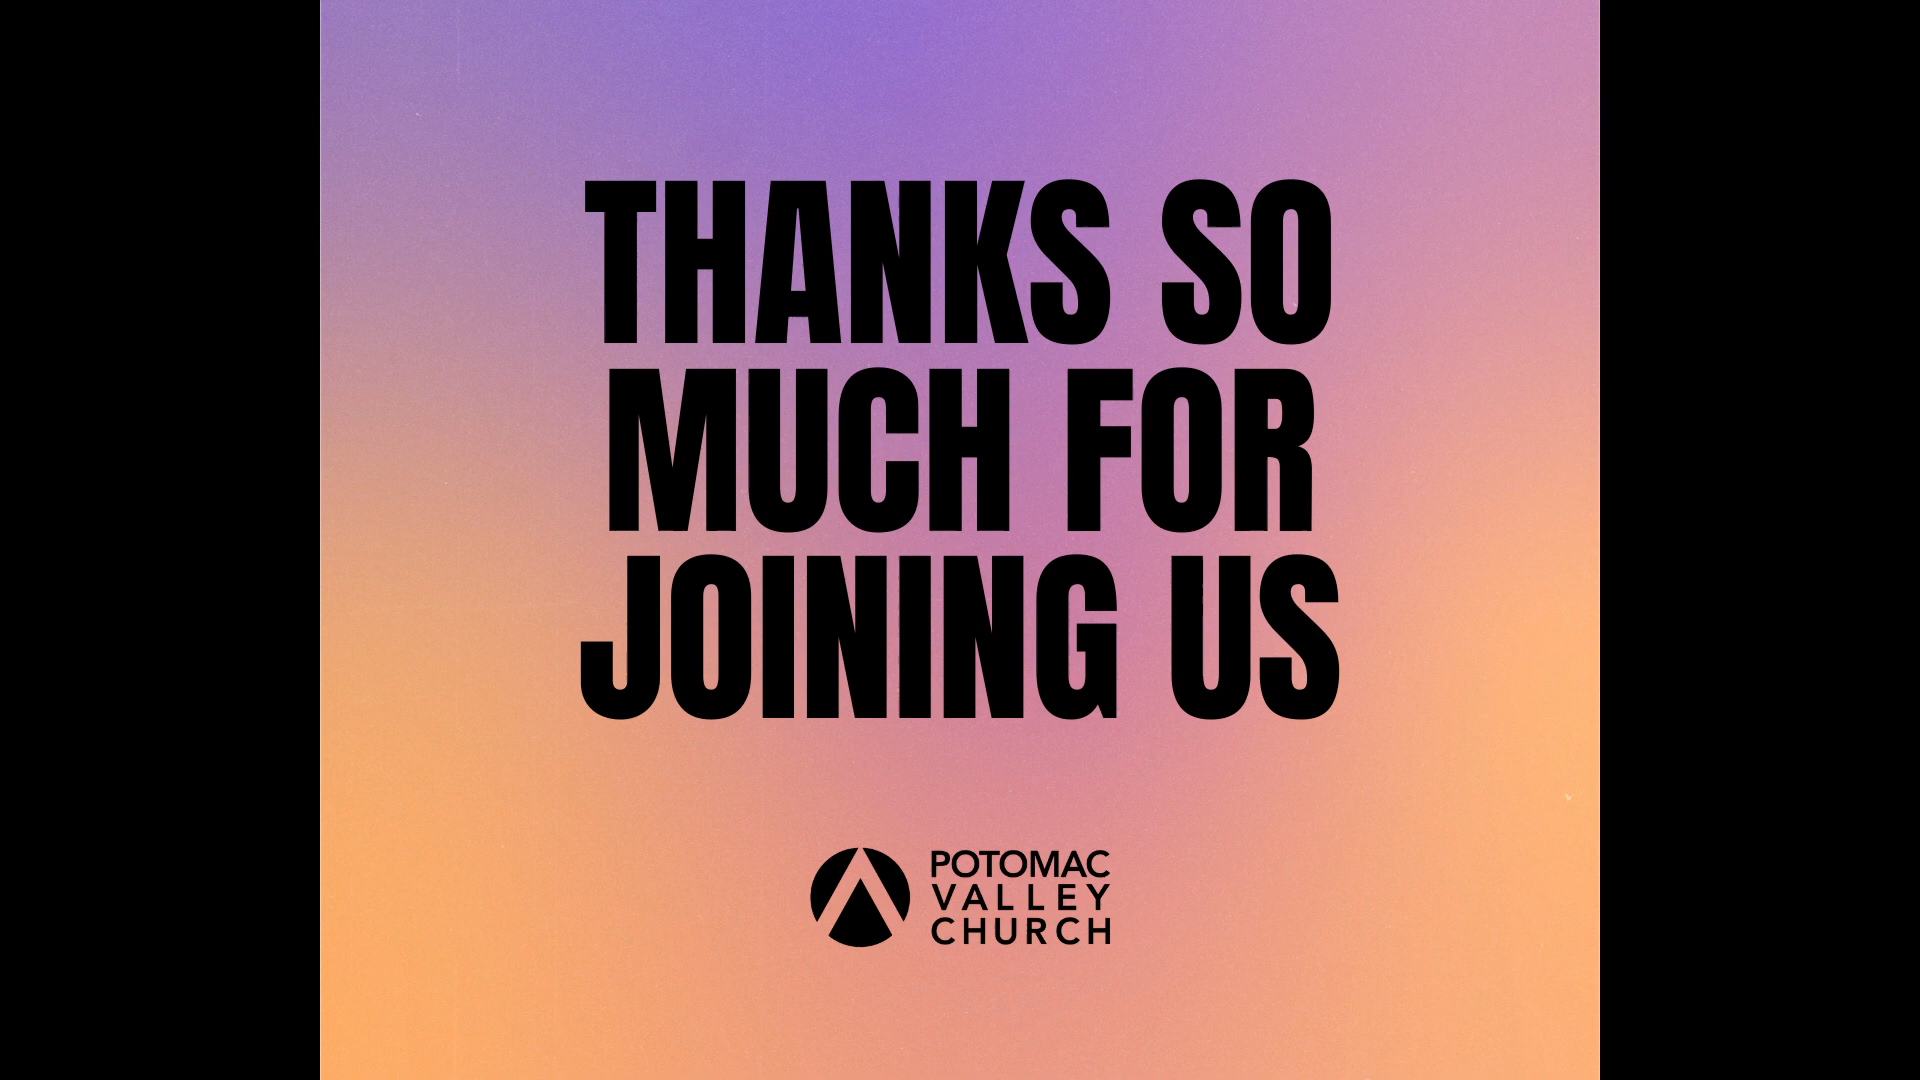 THANKS SO
MUCH FOR
JOINING US
POTOMAC
VALLEY
CHURCH